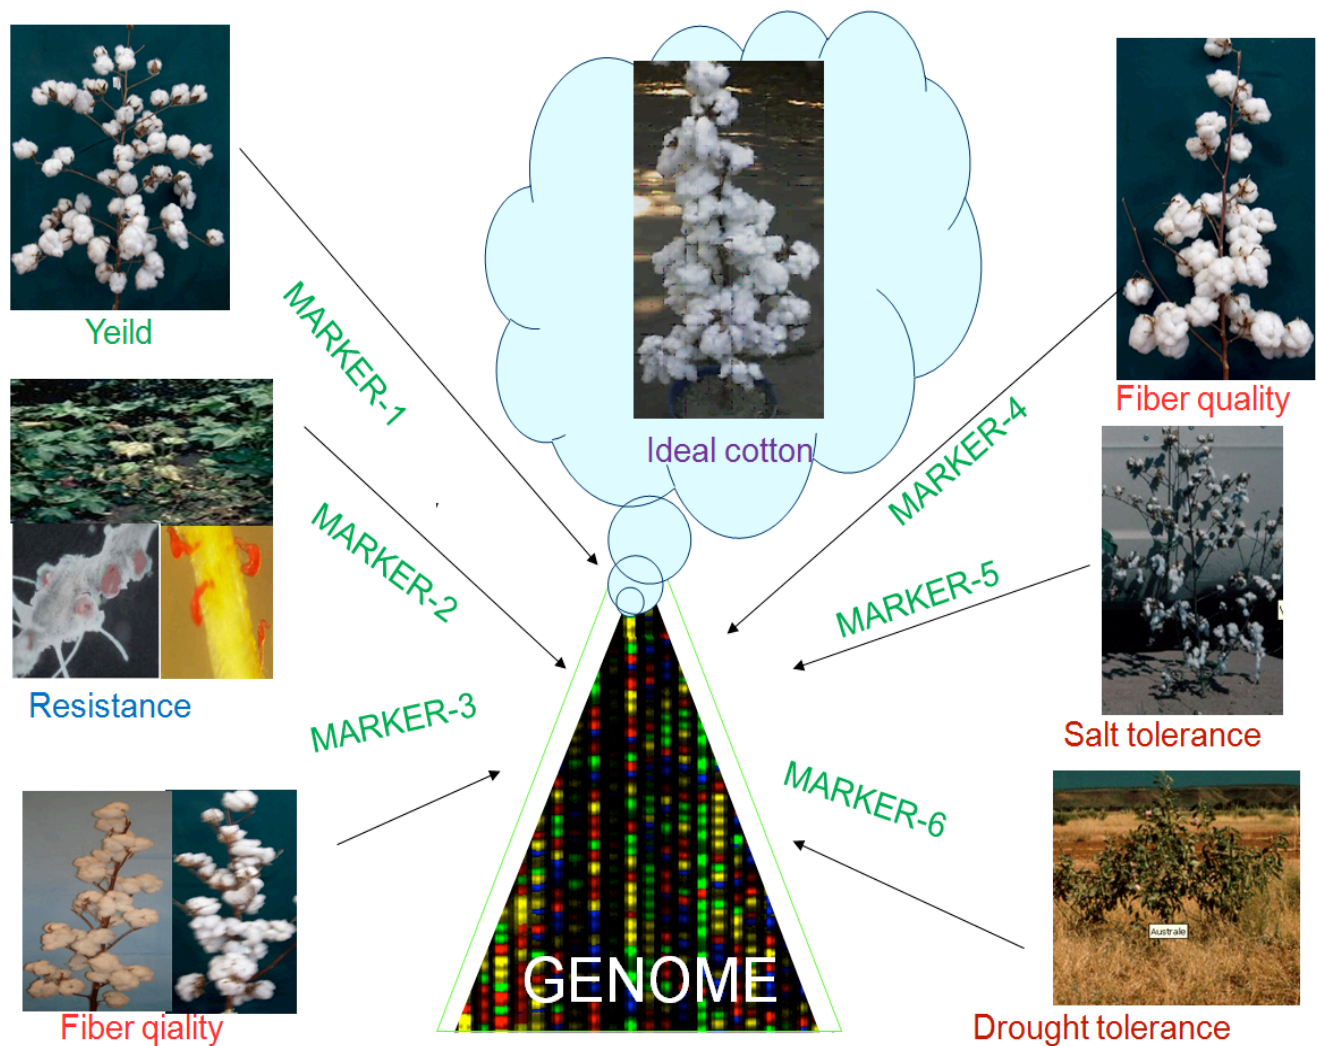 Yeild
MARKER-1
Ideal cotton
Fiber quality
MARKER-4
MARKER-2
MARKER-5
Resistance
MARKER-3
Salt tolerance
MARKER-6
Australe
GENOME
Fiber qiality
Drought tolerance